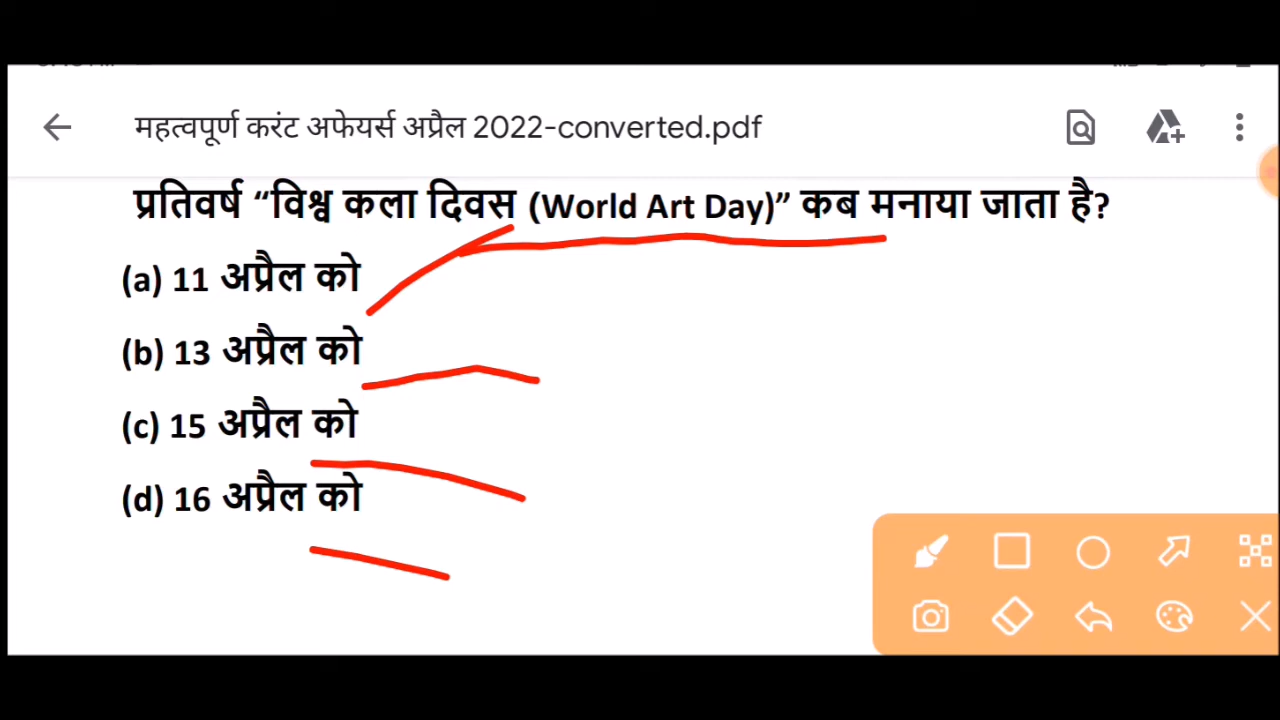 महत्वपूर्ण करंट अफेयर्स अप्रैल 2022-converted.pdf
प्रतिवर्ष “विश्व कला दिवस (World Art Day)” कब मनाया जाता है?
(a) 11 अप्रैल को
(b) 13 अप्रैल को
(c) 15 अप्रैल को
(d) 16 अप्रैल को